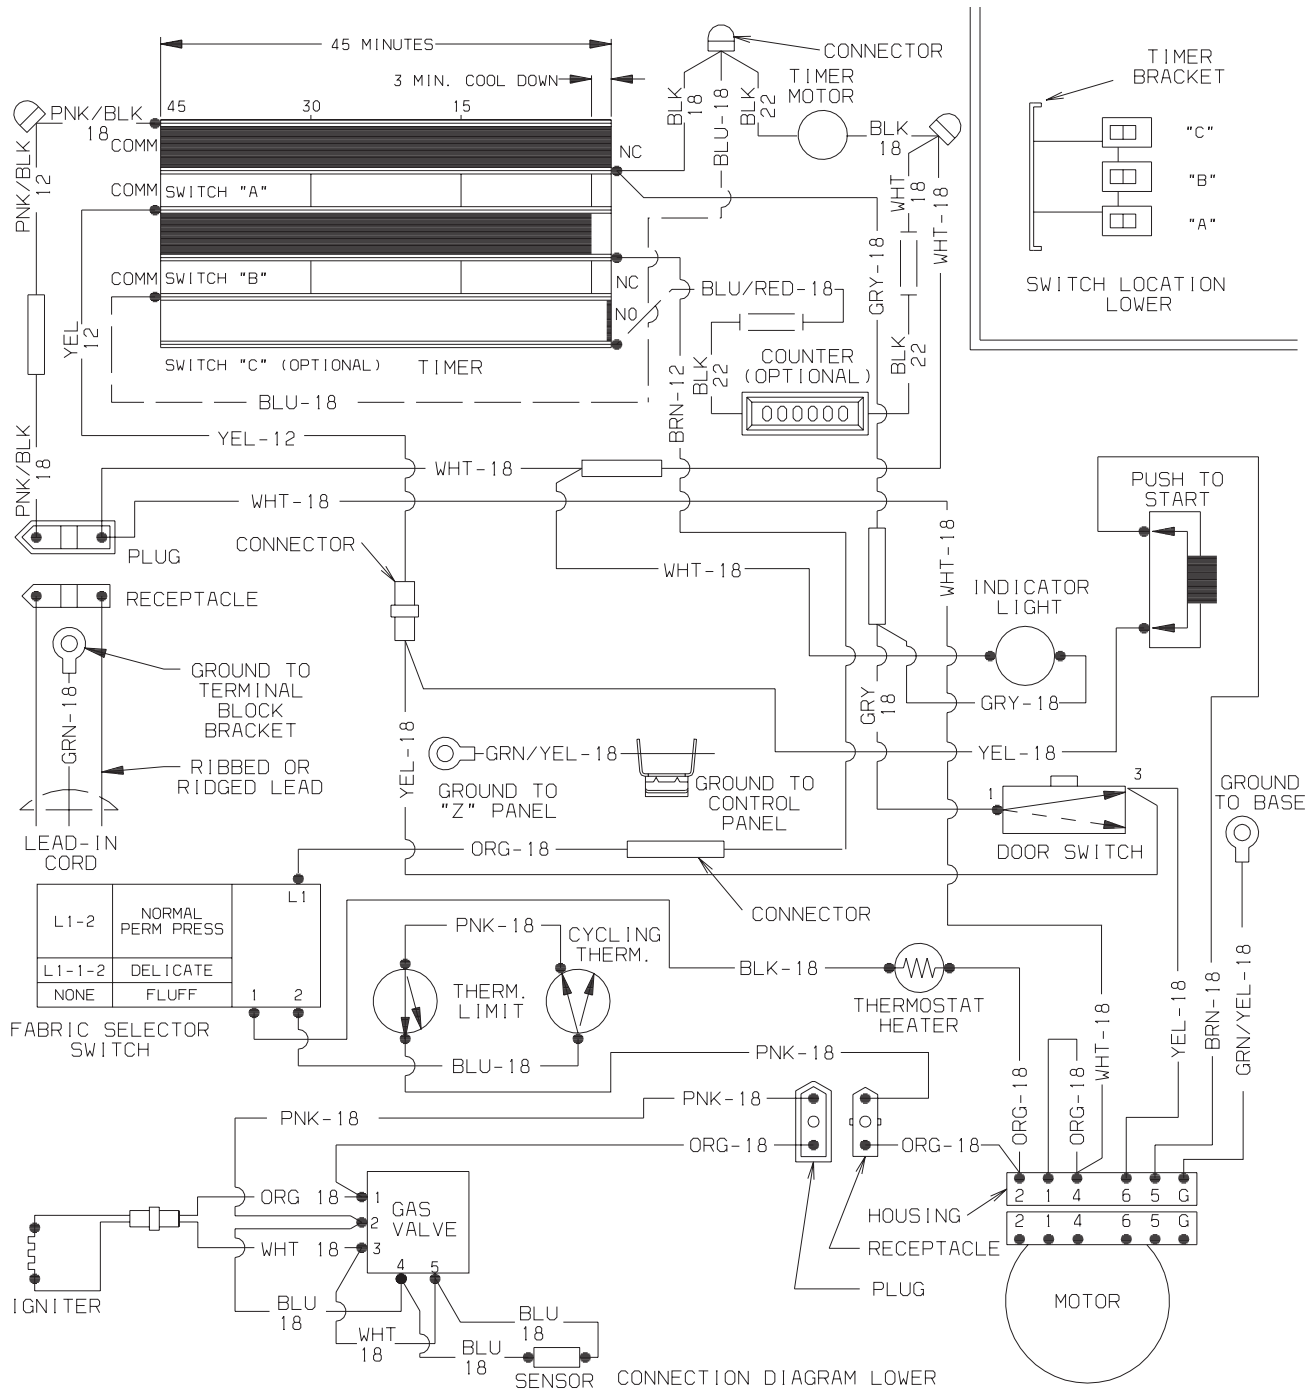 45 MINUTES
3 MIN. COOL DOWN
CONNECTOR
TIMER
MOTOR
TIMER
BRACKET
PNK/BLK
18
45
30
15
COMM
NC
BLK
18
BLU-18
BLK
22
BLK
18
"C"
"B"
"A"
SWITCH LOCATION
LOWER
PNK/BLK
12
COMM
SWITCH "A"
WHT
18
WHT-18
COMM
SWITCH "B"
NC
GRY-18
BLU/RED-18
NO
YEL
12
SWITCH "C" (OPTIONAL)
TIMER
COUNTER
(OPTIONAL)
BLK
22
BLK
22
000000
BLU-18
BRN-12
YEL-12
PNK/BLK
18
WHT-18
WHT-18
PUSH TO
START
PLUG
CONNECTOR
WHT-18
WHT-18
INDICATOR
LIGHT
RECEPTACLE
GROUND TO
TERMINAL
BLOCK
BRACKET
GRN-18
GRY
18
GRY-18
YEL-18
GRN/YEL-18
YEL-18
RIBBED OR
RIDGED LEAD
GROUND TO
"Z" PANEL
GROUND TO
CONTROL
PANEL
1
3
GROUND
TO BASE
LEAD-IN
CORD
ORG-18
DOOR SWITCH
CONNECTOR
L1
L1-2
NORMAL
PERM PRESS
L1-1-2
DELICATE
NONE
FLUFF
1
2
FABRIC SELECTOR
SWITCH
PNK-18
CYCLING
THERM.
THERM.
LIMIT
BLK-18
THERMOSTAT
HEATER
BLU-18
PNK-18
WHT-18
YEL-18
BRN-18
GRN/YEL-18
PNK-18
PNK-18
ORG-18
ORG-18
ORG-18
ORG-18
ORG 18
1
GAS
VALVE
2
WHT 18
3
4
5
HOUSING
2
1
4
6
5
G
2
1
4
6
5
G
RECEPTACLE
PLUG
IGNITER
BLU
18
WHT
18
BLU
18
BLU
18
SENSOR
MOTOR
CONNECTION DIAGRAM LOWER